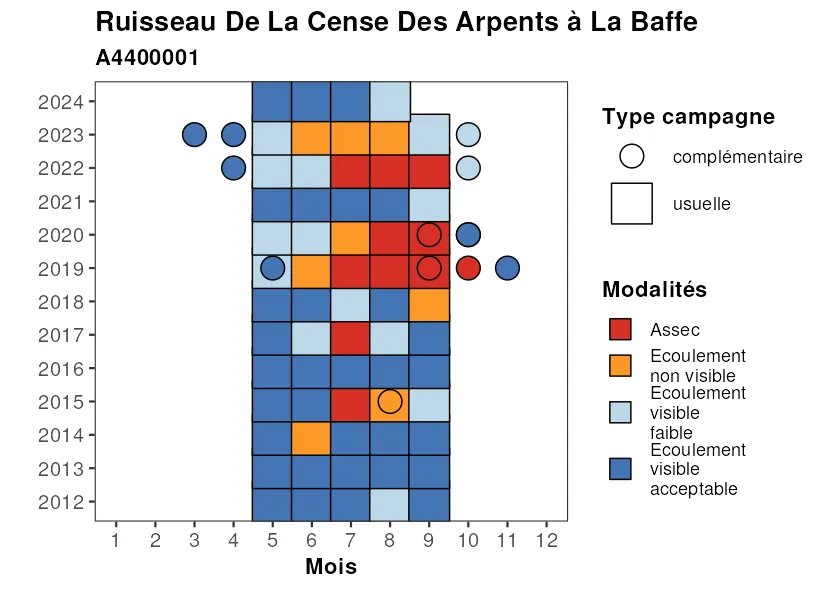 Ruisseau De La Cense Des Arpents à La Baffe
A4400001
2024
2023
2022
2021
2020
2019
2018
2017
2016
2015
2014
2013
2012
1 2 3 4 5 6 7 8 9 10 11 12
Mois
Type campagne
complémentaire
usuelle
Modalités
Assec
Ecoulement
non visible
Ecoulement
visible
faible
Ecoulement
visible
acceptable